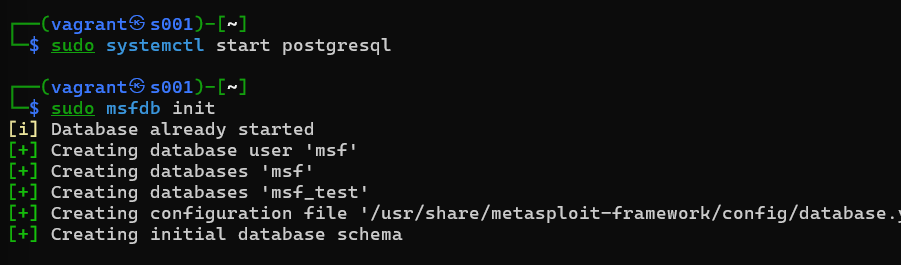 ┌──(vagrant㉿s001)-[~]
└─$ sudo systemctl start postgresql
┌──(vagrant㉿s001)-[~]
└─$ sudo msfdb init
[i] Database already started
[+] Creating database user 'msf'
[+] Creating databases 'msf'
[+] Creating databases 'msf_test'
[+] Creating configuration file '/usr/share/metasploit-framework/config/database.y
[+] Creating initial database schema